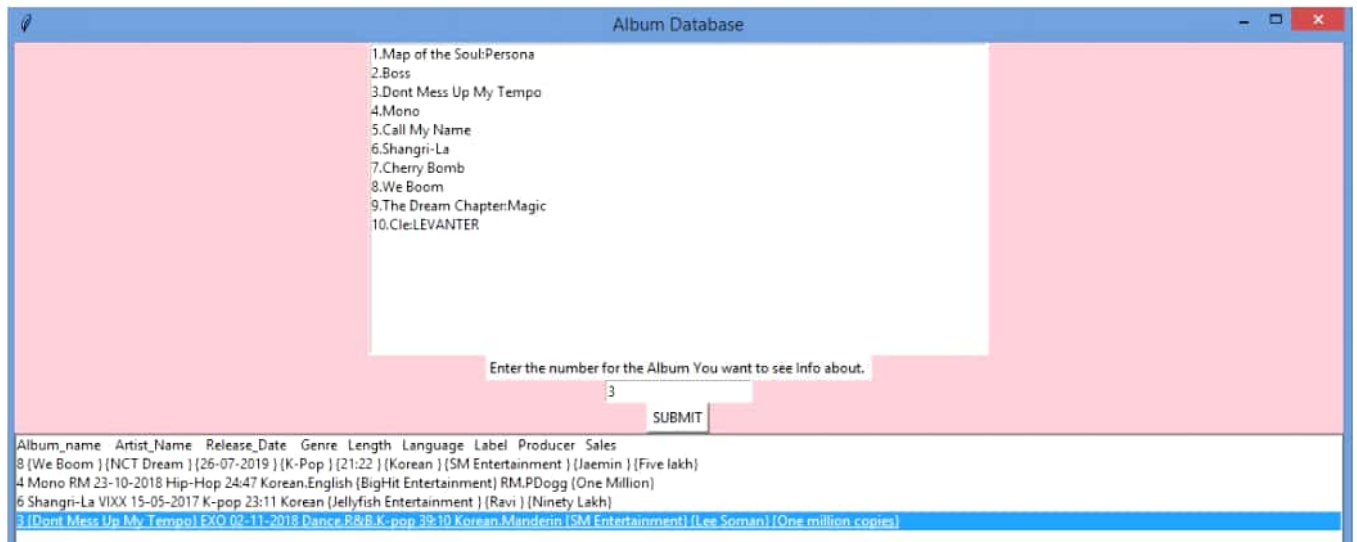 Album Database
1.Map of the Soul:Persona
2.Boss
3.Dont Mess Up My Tempo
4.Mono
5.Call My Name
6.Shangri-La
7.Cherry Bomb
8.We Boom
9.The Dream Chapter:Magic
10.Cle:LEVANTER
Enter the number for the Album You want to see Info about.
3
SUBMIT
Album_name Artist_Name Release_Date Genre Length Language Label Producer Sales
8 {We Boom } {NCT Dream } {26-07-2019 } {K-Pop } {21:22 } {Korean } {SM Entertainment } {Jaemin } {Five lakh}
4 Mono RM 23-10-2018 Hip-Hop 24:47 Korean.English {BigHit Entertainment} RM.PDogg {One Million}
6 Shangri-La VIXX 15-05-2017 K-pop 23:11 Korean {Jellyfish Entertainment } {Ravi } {Ninety Lakh}
3 {Dont Mess Up My Tempo} EXO 02-11-2018 Dance.R&B.K-pop 39:10 Korean.Manderin {SM Entertainment} {Lee Soman} {One million copies}